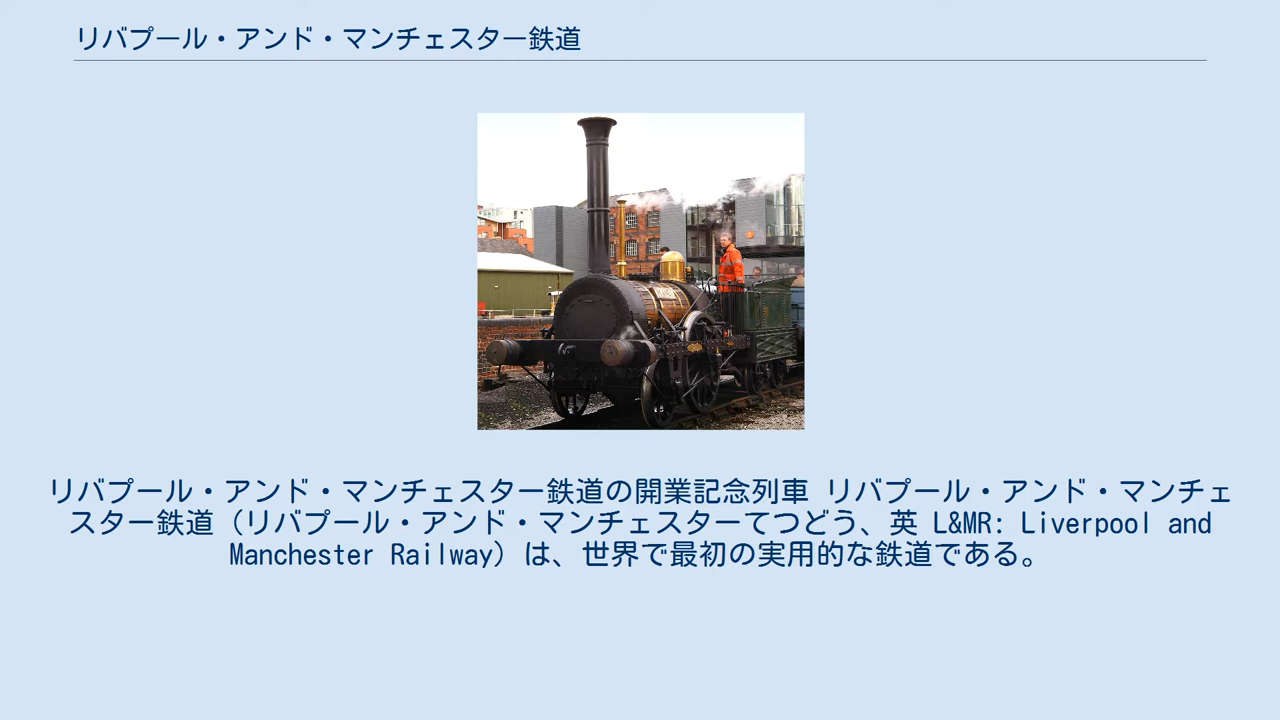 リバプール・アンド・マンチェスター鉄道
リバプール・アンド・マンチェスター鉄道の開業記念列車 リバプール・アンド・マンチェ
スター鉄道（リバプール・アンド・マンチェスターてつどう、英 L&MR: Liverpool and
Manchester Railway）は、世界で最初の実用的な鉄道である。